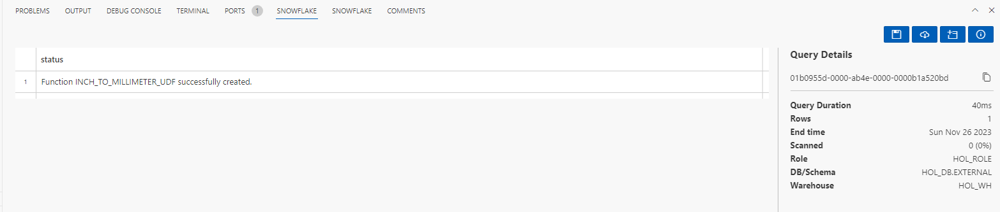 PROBLEMS OUTPUT DEBUG CONSOLE TERMINAL PORTS 1 SNOWFLAKE SNOWFLAKE COMMENTS
status
1 Function INCH_TO_MILLIMETER_UDF successfully created.
Query Details
01b0955d-0000-ab4e-0000-0000b1a520bd
Query Duration 40ms
Rows 1
End time Sun Nov 26 2023
Scanned 0 (0%)
Role HOL_ROLE
DB/Schema HOL_DB.EXTERNAL
Warehouse HOL_WH